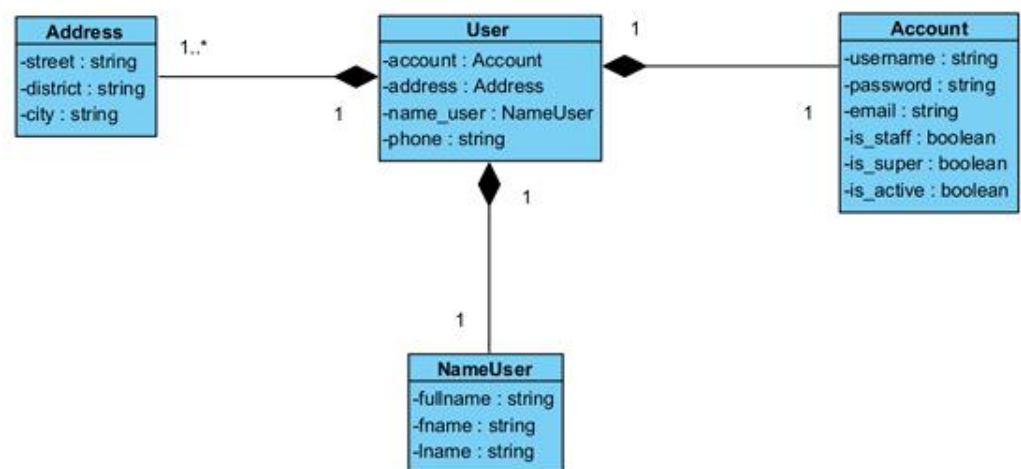 Address
-street : string
-district : string
-city : string
1..*
1
User
-account : Account
-address : Address
-name_user : NameUser
-phone : string
1
1
Account
-username : string
-password : string
-email : string
-is_staff : boolean
-is_super : boolean
-is_active : boolean
1
1
NameUser
-fullname : string
-fname : string
-lname : string